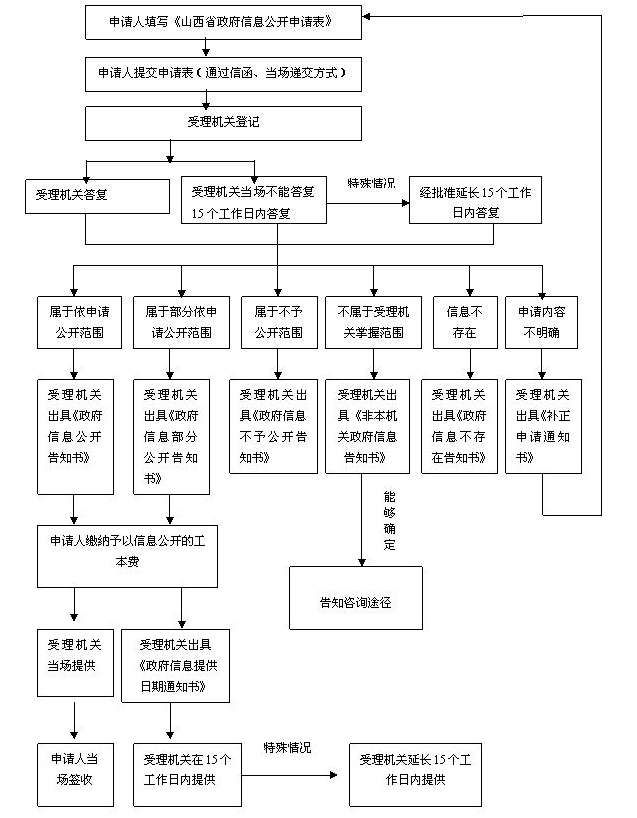 申请人填写《山西省政府信息公开申请表》
申请人提交申请表（通过信函、当场递交方式）
受理机关登记
受理机关答复
受理机关当场不能答复
15个工作日内答复
特殊情况
经批准延长15个工作
日内答复
属于依申请
公开范围
属于部分依申
请公开范围
属于不予
公开范围
不属于受理机
关掌握范围
信息不
存在
申请内容
不明确
受理机关
出具《政府
信息公开
告知书》
受理机关
出具《政府
信息部分
公开告知
书》
受理机关出
具《政府信息
不予公开告
知书》
受理机关出
具《非本机
关政府信息
告知书》
受理机关
出具《政府
信息不存
在告知书》
受理机关
出具《补正
申请通知
书》
能
够
确
定
申请人缴纳予以信息公开的工
本费
告知咨询途径
受理机关
当场提供
受理机关出具
《政府信息提供
日期通知书》
申请人当
场签收
受理机关在15个
工作日内提供
特殊情况
受理机关延长15个工
作日内提供